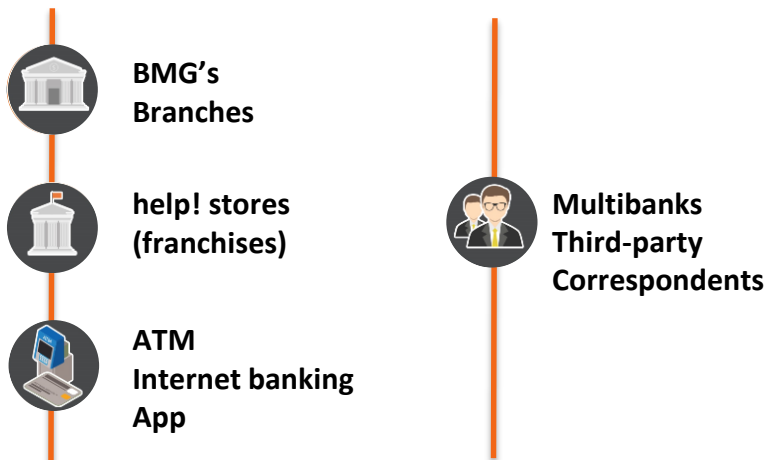 BMG’s
Branches
help! stores
(franchises)
ATM
Internet banking
App
Multibanks
Third-party
Correspondents